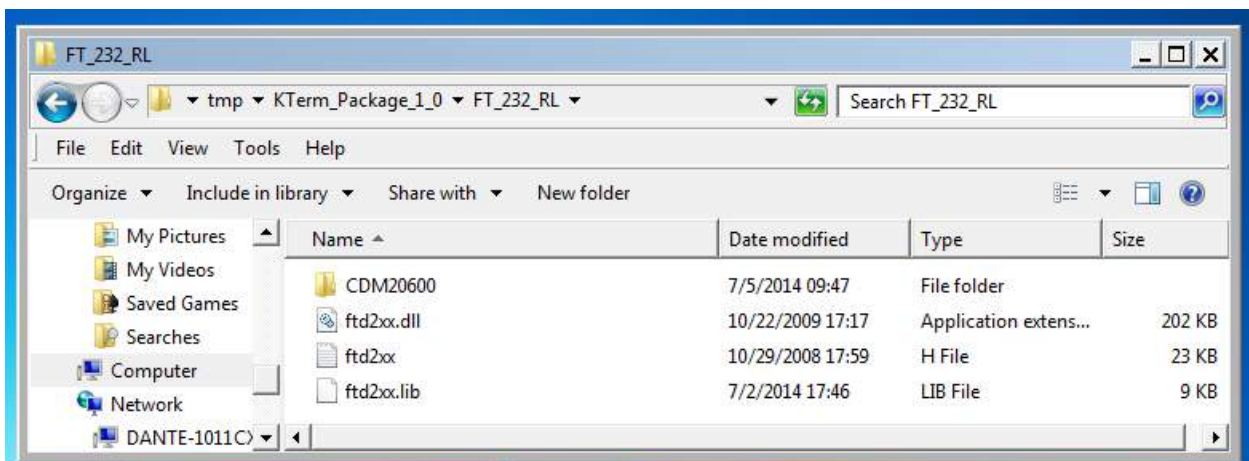 FT_232_RL
tmp KTerm_Package_1_0 FT_232_RL Search FT_232_RL
File Edit View Tools Help
Organize Include in library Share with New folder
My Pictures Name Date modified Type Size
My Videos CDM20600 7/5/2014 09:47 File folder
Saved Games ftd2xx.dll 10/22/2009 17:17 Application extens... 202 KB
Searches ftd2xx 10/29/2008 17:59 H File 23 KB
Computer ftd2xx.lib 7/2/2014 17:46 LIB File 9 KB
Network
DANTE-1011C